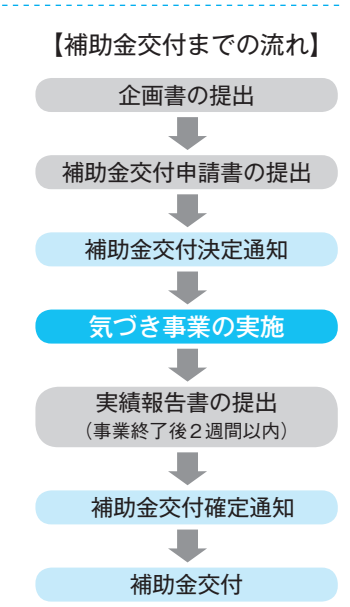 【補助金交付までの流れ】
企画書の提出
補助金交付申請書の提出
補助金交付決定通知
気づき事業の実施
実績報告書の提出
（事業終了後２週間以内）
補助金交付確定通知
補助金交付